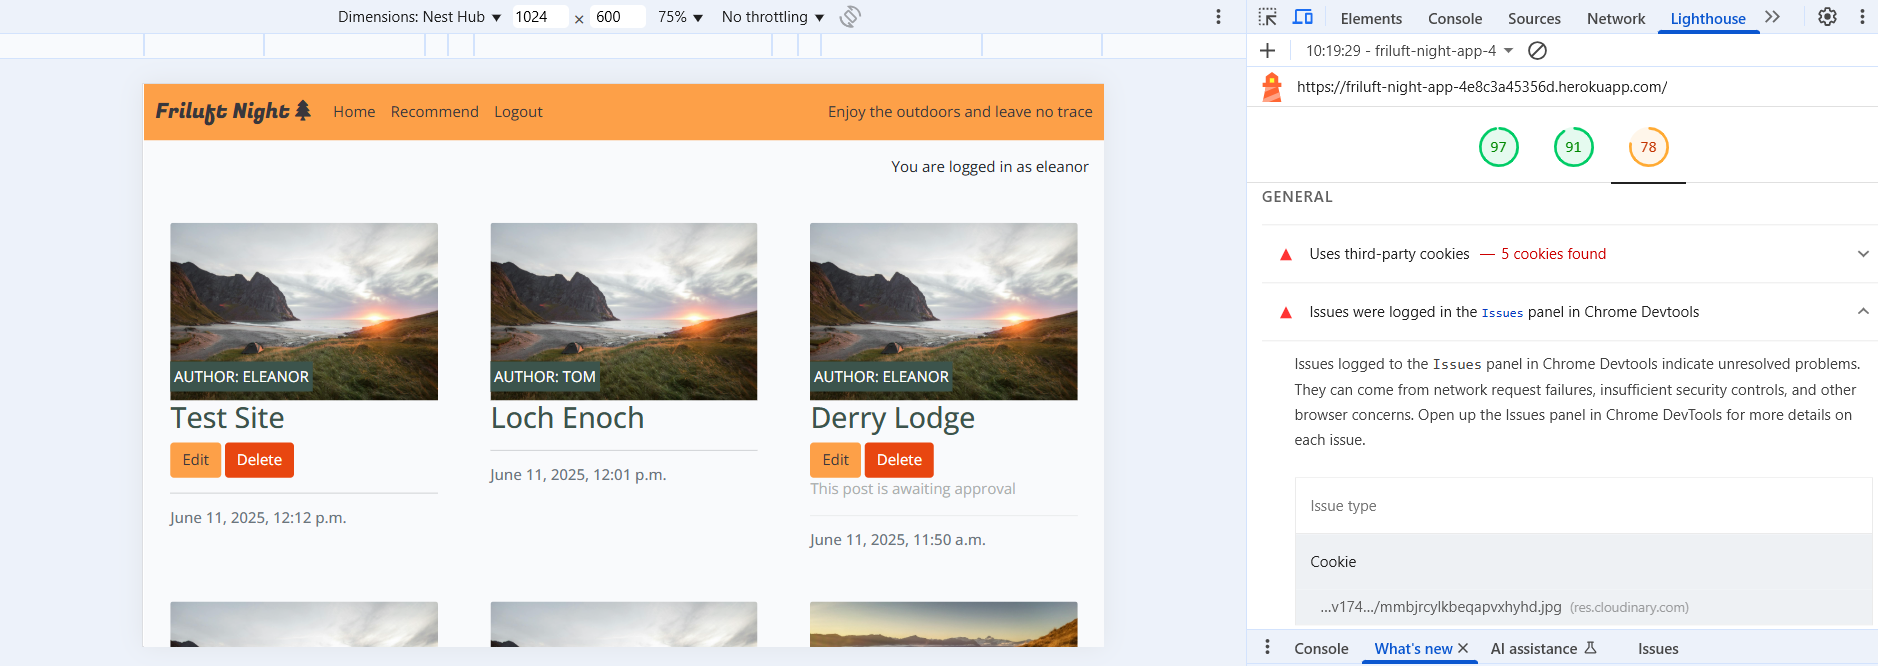 Dimensions: Nest Hub ▼ 1024 × 600 75% ▼ No throttling ▼
Elements Console Sources Network Lighthouse
10:19:29 - friluft-night-app-4
https://friluft-night-app-4e8c3a45356d.herokuapp.com/
Friluft Night Home Recommend Logout Enjoy the outdoors and leave no trace
You are logged in as eleanor
AUTHOR: ELEANOR
Test Site
Edit Delete
June 11, 2025, 12:12 p.m.
AUTHOR: TOM
Loch Enoch
June 11, 2025, 12:01 p.m.
AUTHOR: ELEANOR
Derry Lodge
Edit Delete
This post is awaiting approval
June 11, 2025, 11:50 a.m.
97 91 78
GENERAL
Uses third-party cookies — 5 cookies found
Issues were logged in the Issues panel in Chrome Devtools
Issues logged to the Issues panel in Chrome Devtools indicate unresolved problems.
They can come from network request failures, insufficient security controls, and other
browser concerns. Open up the Issues panel in Chrome DevTools for more details on
each issue.
Issue type
Cookie
…v174…/mmbjrcylkbeqapvxhyhd.jpg (res.cloudinary.com)
Console What's new AI assistance Issues